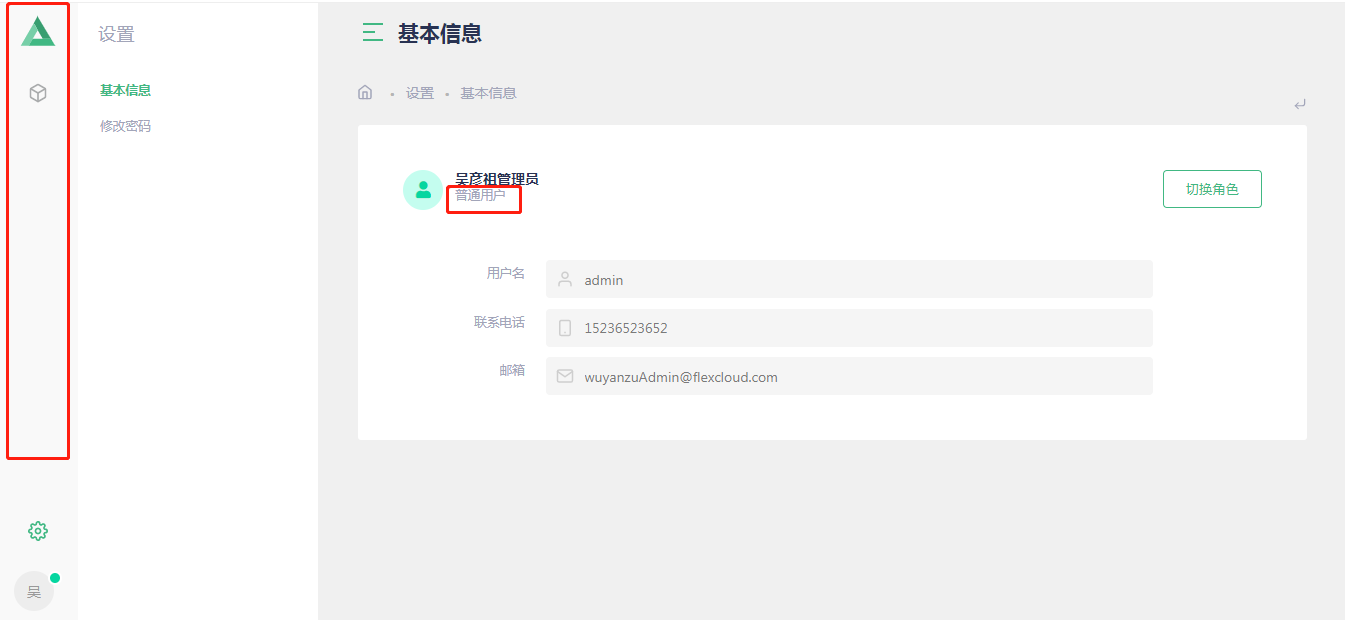 设置
基本信息
修改密码
吴
基本信息
设置 • 基本信息
吴彦祖管理员
普通用户
切换角色
用户名 admin
联系电话 15236523652
邮箱 wuyanzuAdmin@flexcloud.com